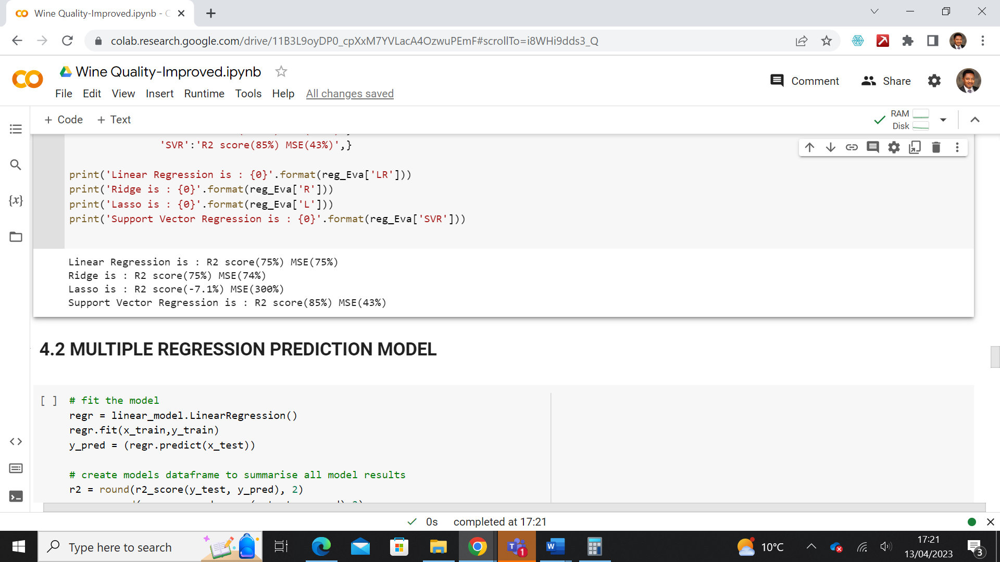 Wine Quality-Improved.ipynb - C
colab.research.google.com/drive/11B3L9oyDP0_cpXxM7YVLacA4OzwuPEmF#scrollTo=i8WHi9dds3_Q
Wine Quality-Improved.ipynb
File Edit View Insert Runtime Tools Help All changes saved
Comment Share
+ Code + Text
RAM
Disk
'SVR':'R2 score(85%) MSE(43%)',}
print('Linear Regression is : {0}'.format(reg_Eva['LR']))
print('Ridge is : {0}'.format(reg_Eva['R']))
print('Lasso is : {0}'.format(reg_Eva['L']))
print('Support Vector Regression is : {0}'.format(reg_Eva['SVR']))
Linear Regression is : R2 score(75%) MSE(75%)
Ridge is : R2 score(75%) MSE(74%)
Lasso is : R2 score(-7.1%) MSE(300%)
Support Vector Regression is : R2 score(85%) MSE(43%)
4.2 MULTIPLE REGRESSION PREDICTION MODEL
[ ] # fit the model
regr = linear_model.LinearRegression()
regr.fit(x_train,y_train)
y_pred = (regr.predict(x_test))
# create models dataframe to summarise all model results
r2 = round(r2_score(y_test, y_pred), 2)
0s completed at 17:21
Type here to search
10°C
17:21
13/04/2023
3